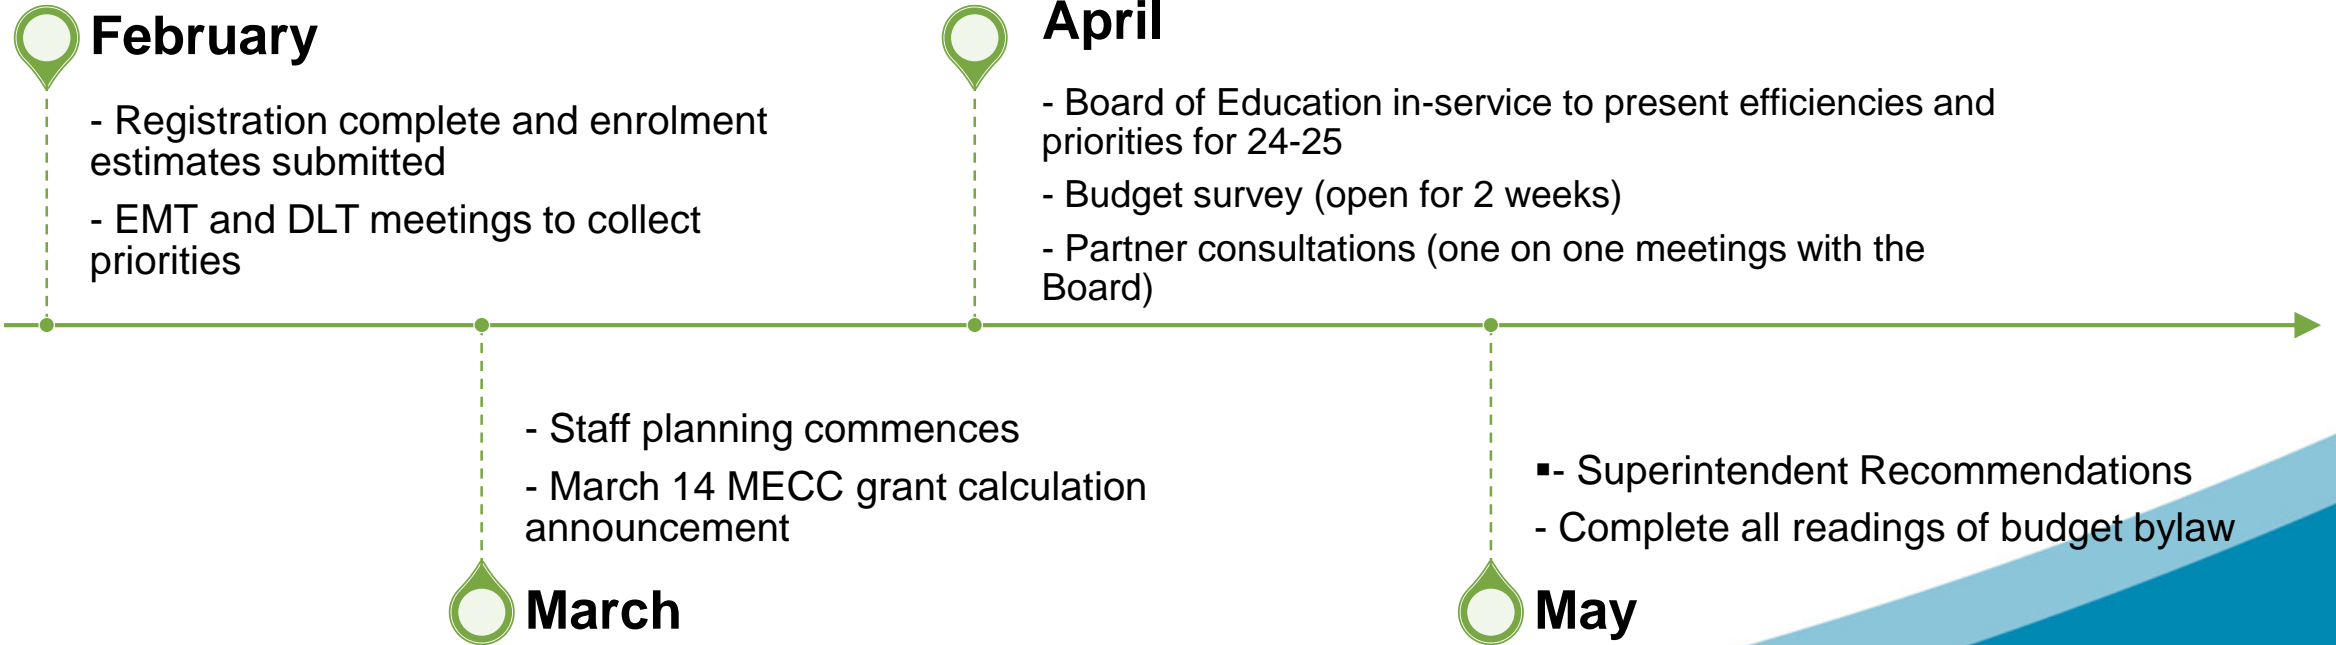 February
- Registration complete and enrolment
estimates submitted
- EMT and DLT meetings to collect
priorities
- Staff planning commences
- March 14 MECC grant calculation
announcement
March
April
- Board of Education in-service to present efficiencies and
priorities for 24-25
- Budget survey (open for 2 weeks)
- Partner consultations (one on one meetings with the
Board)
▪- Superintendent Recommendations
- Complete all readings of budget bylaw
May